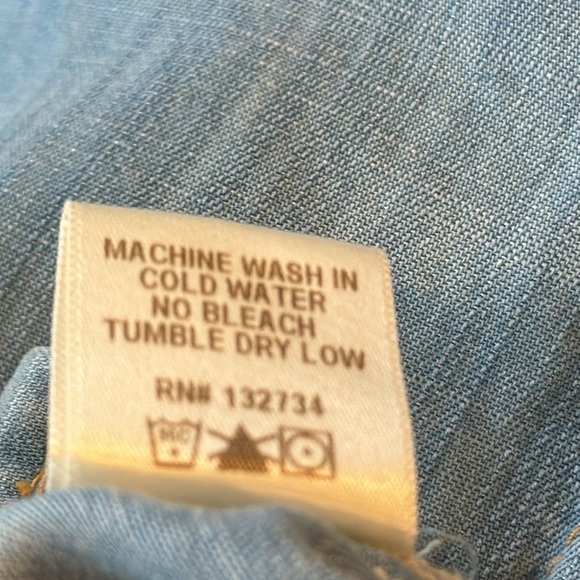 MACHINE WASH IN
COLD WATER
NO BLEACH
TUMBLE DRY LOW
RN# 132734